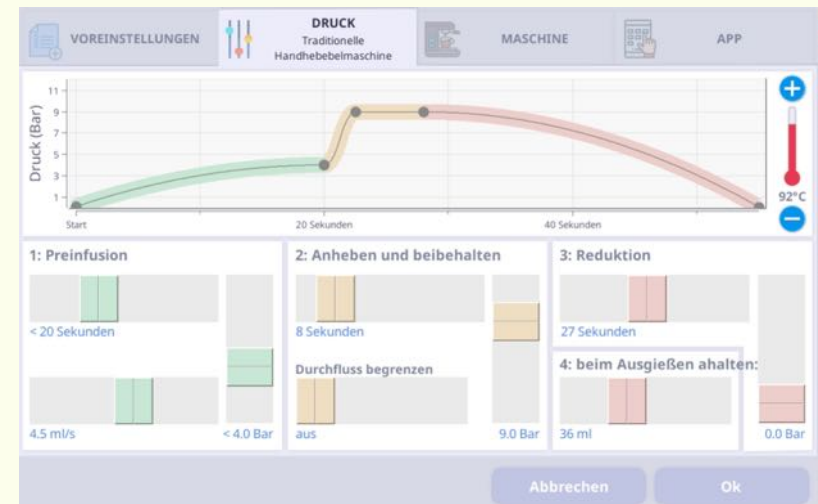 VOREINSTELLUNGEN
DRUCK
Traditionelle
Handhebebelmaschine
MASCHINE
APP
Druck (Bar)
11
9
7
5
3
1
Start
20 Sekunden
40 Sekunden
92°C
1: Preinfusion
< 20 Sekunden
4.5 ml/s
< 4.0 Bar
2: Anheben und beibehalten
8 Sekunden
Durchfluss begrenzen
aus
9.0 Bar
3: Reduktion
27 Sekunden
4: beim Ausgießen ahalten:
36 ml
0.0 Bar
Abbrechen
Ok